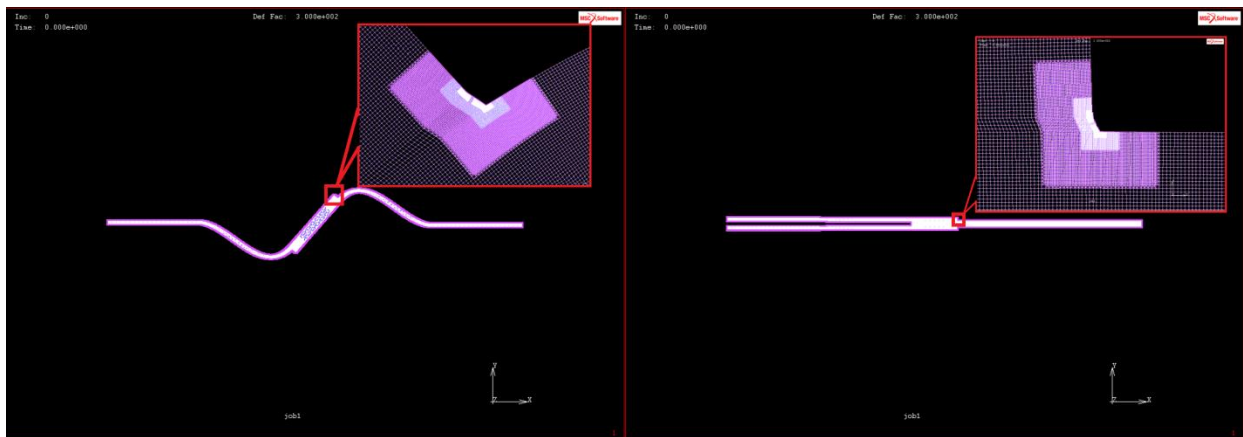 Inc: 0
Time: 0.000e+000
Def Fac: 3.000e+002
MSC Software
Y
Z X
job1
1
Inc: 0
Time: 0.000e+000
Def Fac: 3.000e+002
MSC Software
Y
Z X
job1